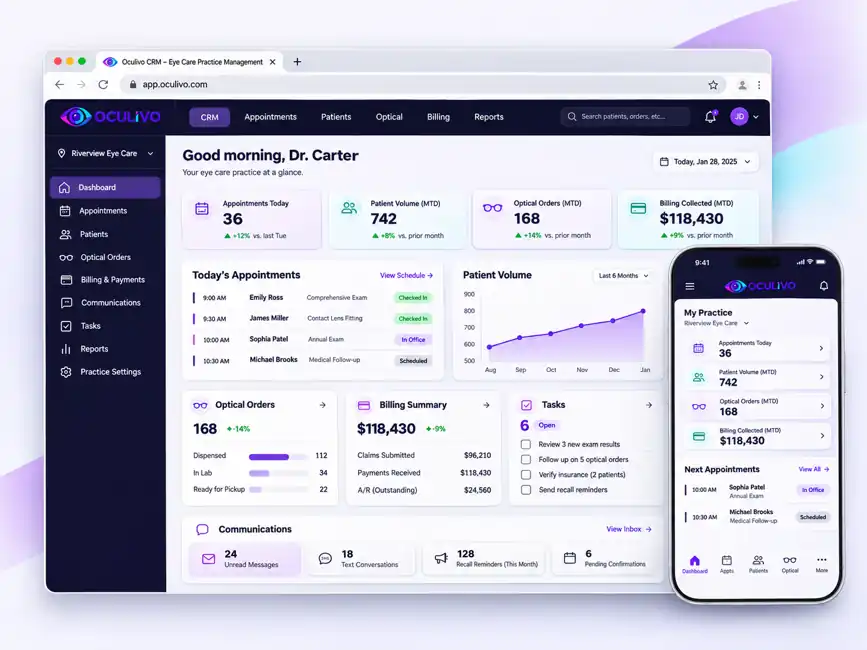 Oculivo CRM – Eye Care Practice Management
app.oculivo.com
OCULIVO
CRM
Appointments
Patients
Optical
Billing
Reports
Search patients, orders, etc...
JD
Riverview Eye Care
Dashboard
Appointments
Patients
Optical Orders
Billing & Payments
Communications
Tasks
Reports
Practice Settings
Good morning, Dr. Carter
Your eye care practice at a glance.
Today, Jan 28, 2025
Appointments Today
36
+12% vs. last Tue
Patient Volume (MTD)
742
+8% vs. prior month
Optical Orders (MTD)
168
+14% vs. prior month
Billing Collected (MTD)
$118,430
+9% vs. prior month
Today's Appointments
View Schedule →
9:00 AM Emily Ross Comprehensive Exam Checked In
9:30 AM James Miller Contact Lens Fitting Checked In
10:00 AM Sophia Patel Annual Exam In Office
10:30 AM Michael Brooks Medical Follow-up Scheduled
Patient Volume
Last 6 Months
900
800
700
600
500
Aug Sep Oct Nov Dec Jan
Optical Orders →
168 +-14%
Dispensed 112
In Lab 34
Ready for Pickup 22
Billing Summary →
$118,430 +-9%
Claims Submitted $96,210
Payments Received $118,430
A/R (Outstanding) $24,560
Tasks →
6 Open
Review 3 new exam results
Follow up on 5 optical orders
Verify insurance (2 patients)
Send recall reminders
Communications
View Inbox →
24
Unread Messages
18
Text Conversations
128
Recall Reminders (This Month)
6
Pending Confirmations
9:41
OCULIVO
My Practice
Riverview Eye Care
Appointments Today
36
Patient Volume (MTD)
742
Optical Orders (MTD)
168
Billing Collected (MTD)
$118,430
Next Appointments
View All →
10:00 AM Sophia Patel In Office
Annual Exam
10:30 AM Michael Brooks Scheduled
Medical Follow-up
Dashboard
Appts
Patients
Optical
More